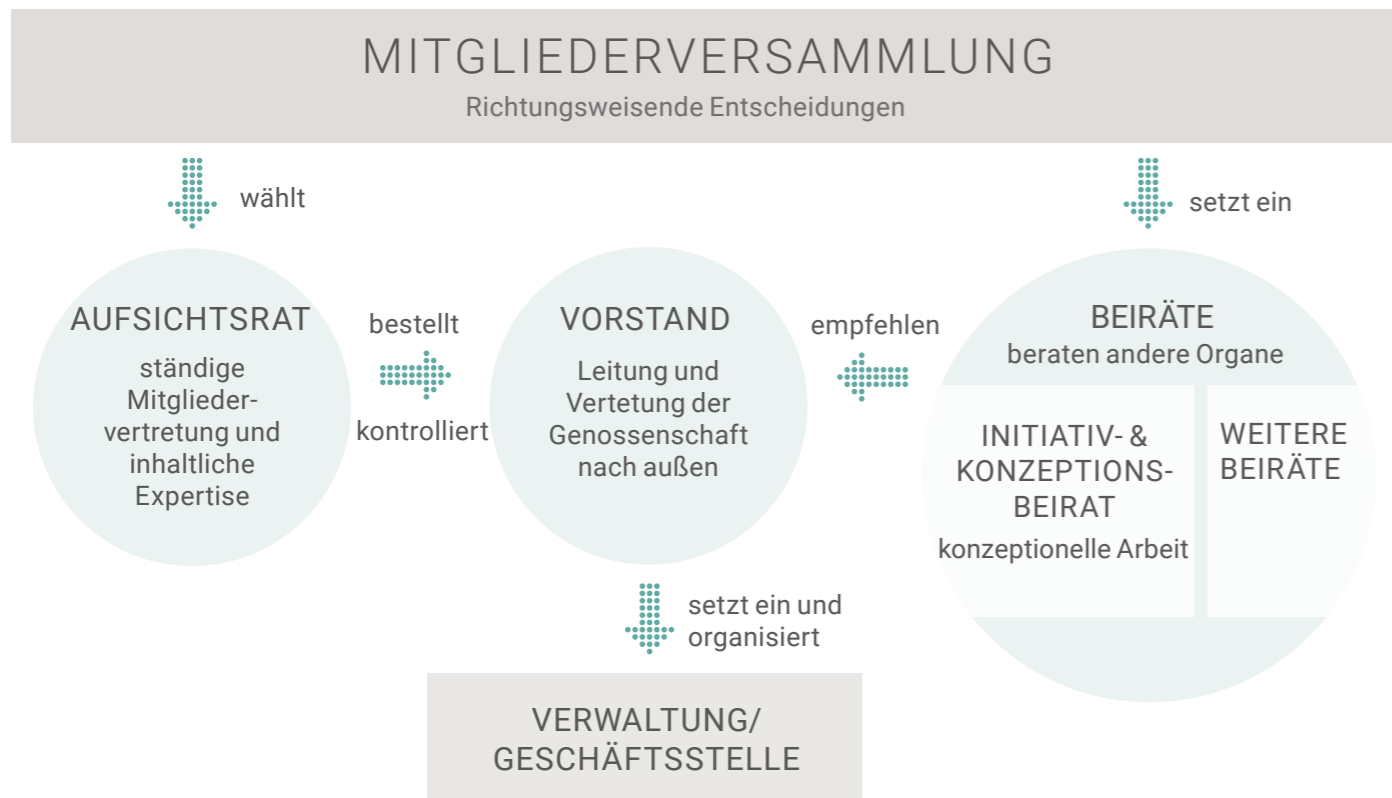 MITGLIEDERVERSAMMLUNG
Richtungsweisende Entscheidungen
wählt
setzt ein
AUFSICHTSRAT
ständige
Mitglieder-
vertretung und
inhaltliche
Expertise
bestellt
kontrolliert
VORSTAND
Leitung und
Vertetung der
Genossenschaft
nach außen
empfehlen
BEIRÄTE
beraten andere Organe
INITIATIV- &
KONZEPTIONS-
BEIRAT
konzeptionelle Arbeit
WEITERE
BEIRÄTE
setzt ein und
organisiert
VERWALTUNG/
GESCHÄFTSSTELLE